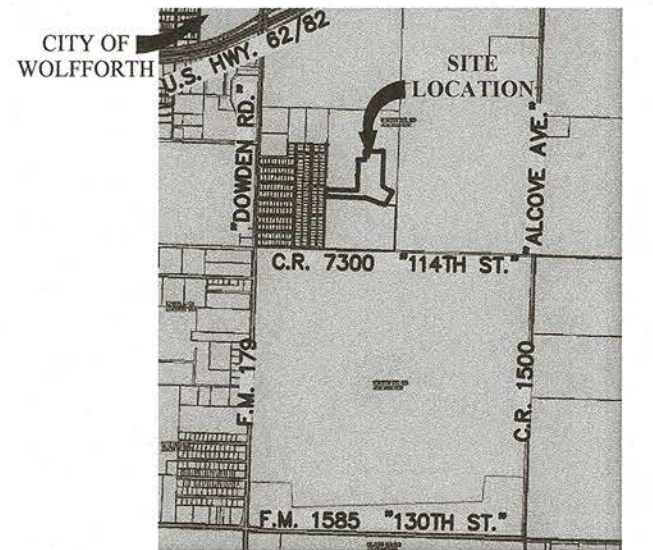 CITY OF
WOLFFORTH
U.S. HWY. 62/82
SITE
LOCATION
"DOWDEN RD."
"ALCOVE AVE."
C.R. 7300 "114TH ST."
F.M. 179
C.R. 1500
F.M. 1585 "130TH ST."